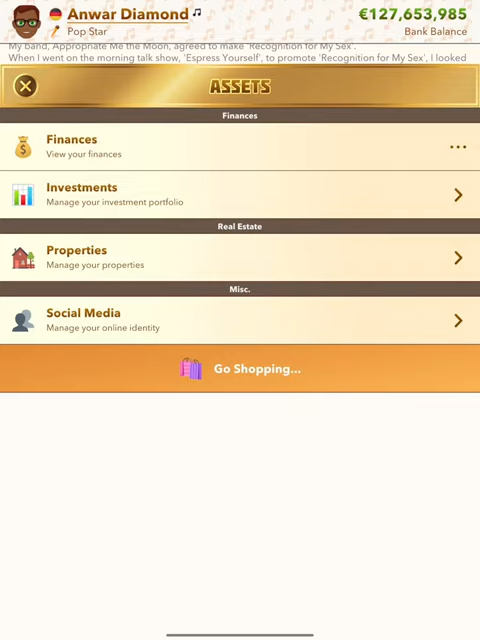 Anwar Diamond
€127,653,985
Pop Star
Bank Balance
My band, Appropriate Me the Moon, agreed to make 'Recognition for My Sex'.
When I went on the morning talk show, 'Espress Yourself', to promote 'Recognition for My Sex', I looked
ASSETS
Finances
Finances
View your finances
Investments
Manage your investment portfolio
Real Estate
Properties
Manage your properties
Misc.
Social Media
Manage your online identity
Go Shopping...